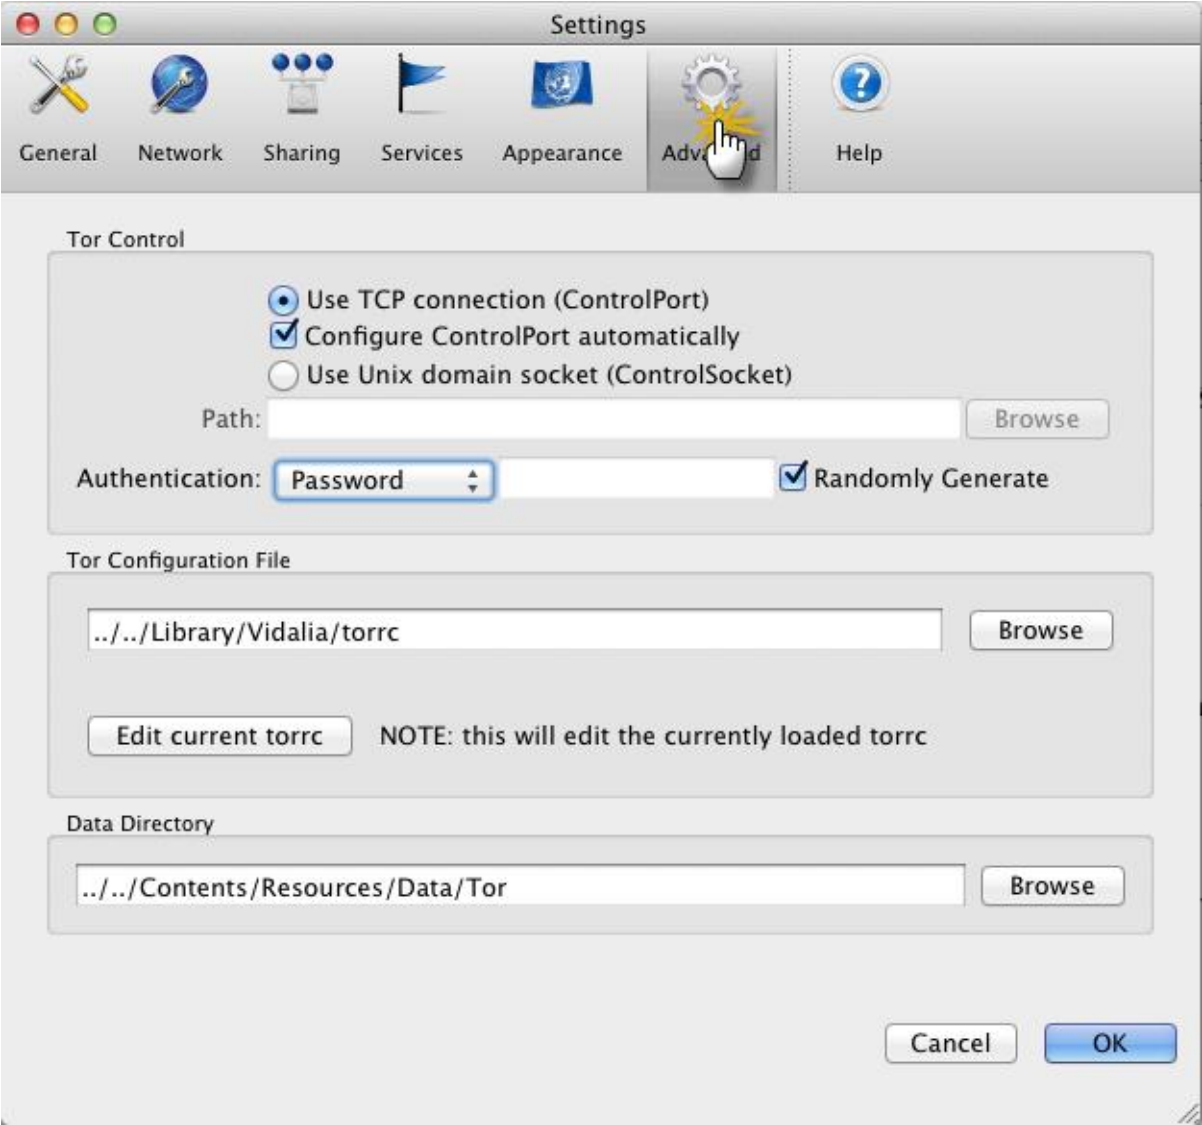 Settings
General Network Sharing Services Appearance Advanced Help
Tor Control
Use TCP connection (ControlPort)
Configure ControlPort automatically
Use Unix domain socket (ControlSocket)
Path: Browse
Authentication: Password Randomly Generate
Tor Configuration File
../../Library/Vidalia/torrc Browse
Edit current torrc NOTE: this will edit the currently loaded torrc
Data Directory
../../Contents/Resources/Data/Tor Browse
Cancel OK